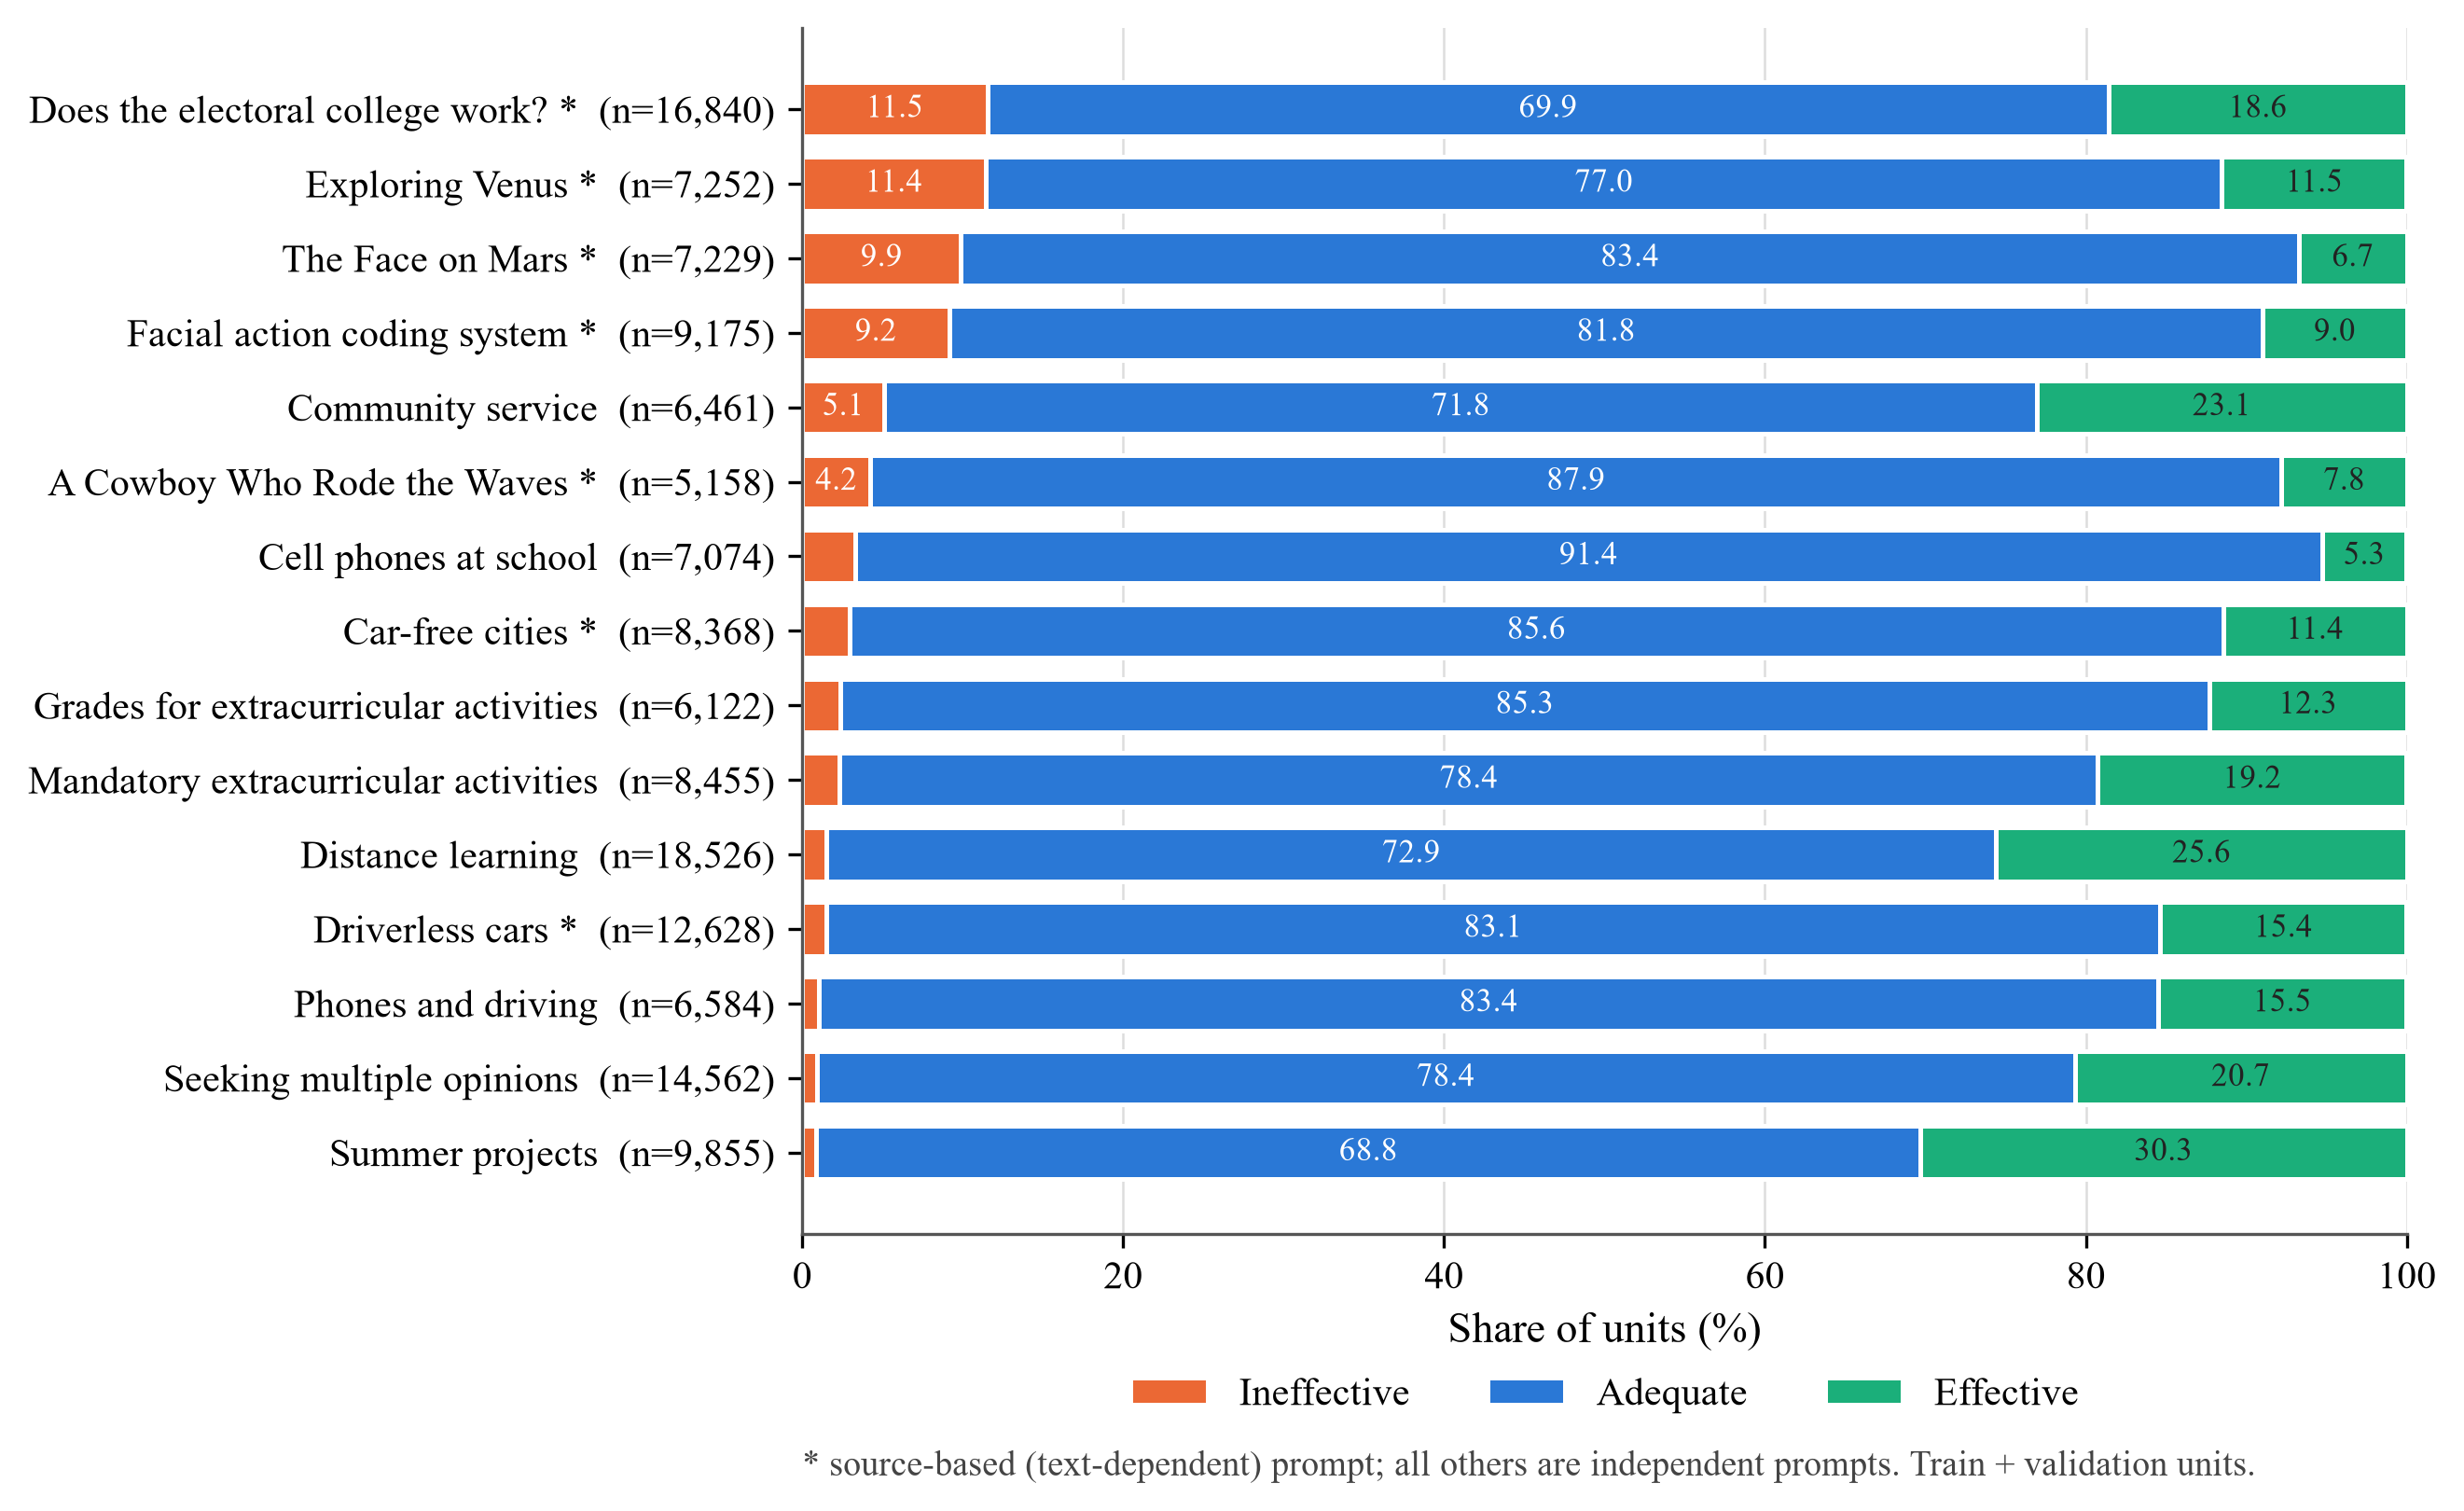 Does the electoral college work? * (n=16,840) 11.5 69.9 18.6
Exploring Venus * (n=7,252) 11.4 77.0 11.5
The Face on Mars * (n=7,229) 9.9 83.4 6.7
Facial action coding system * (n=9,175) 9.2 81.8 9.0
Community service (n=6,461) 5.1 71.8 23.1
A Cowboy Who Rode the Waves * (n=5,158) 4.2 87.9 7.8
Cell phones at school (n=7,074) 91.4 5.3
Car-free cities * (n=8,368) 85.6 11.4
Grades for extracurricular activities (n=6,122) 85.3 12.3
Mandatory extracurricular activities (n=8,455) 78.4 19.2
Distance learning (n=18,526) 72.9 25.6
Driverless cars * (n=12,628) 83.1 15.4
Phones and driving (n=6,584) 83.4 15.5
Seeking multiple opinions (n=14,562) 78.4 20.7
Summer projects (n=9,855) 68.8 30.3
0 20 40 60 80 100
Share of units (%)
Ineffective Adequate Effective
* source-based (text-dependent) prompt; all others are independent prompts. Train + validation units.